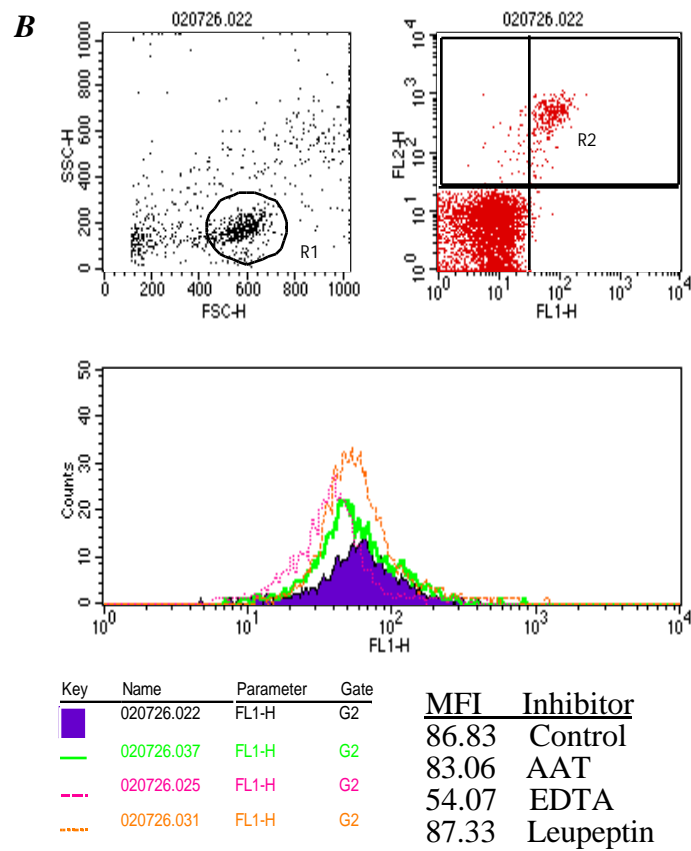 B
020726.022
1000
800
600
400
200
0
SSC-H
0 200 400 600 800 1000
FSC-H
R1
020726.022
10^4
10^3
10^2
10^1
10^0
FL2-H
R2
10^0 10^1 10^2 10^3 10^4
FL1-H
50
40
30
20
10
0
Counts
10^0 10^1 10^2 10^3 10^4
FL1-H
Key Name Parameter Gate
020726.022 FL1-H G2
020726.037 FL1-H G2
020726.025 FL1-H G2
020726.031 FL1-H G2
MFI Inhibitor
86.83 Control
83.06 AAT
54.07 EDTA
87.33 Leupeptin